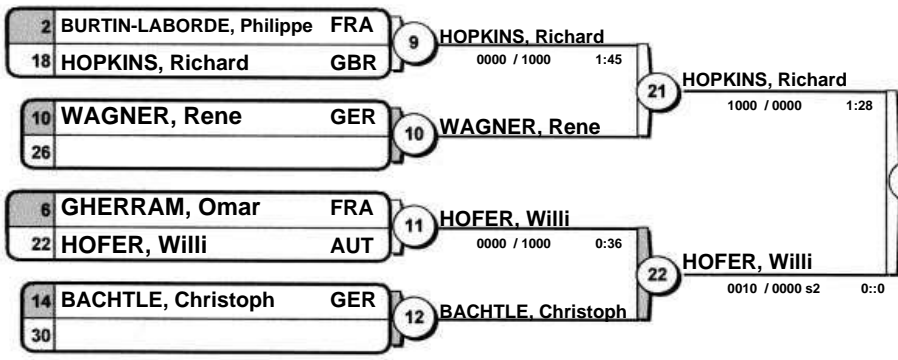 2 BURTIN-LABORDE, Philippe FRA
18 HOPKINS, Richard GBR
9
HOPKINS, Richard
0000 / 1000 1:45
10 WAGNER, Rene GER
26
10
WAGNER, Rene
21
HOPKINS, Richard
1000 / 0000 1:28
6 GHERRAM, Omar FRA
22 HOFER, Willi AUT
11
HOFER, Willi
0000 / 1000 0:36
14 BACHTLE, Christoph GER
30
12
BACHTLE, Christoph
22
HOFER, Willi
0010 / 0000 s2 0::0